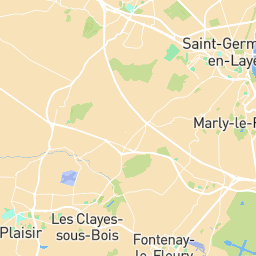 Saint-Germ
en-Laye
Marly-le-R
Les Clayes-
sous-Bois
Plaisir
Fontenay-
le-Fleury